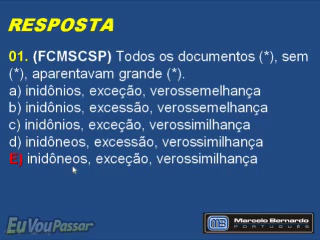 RESPOSTA
01. (FCMSCSP) Todos os documentos (*), sem
(*), aparentavam grande (*).
a) inidônios, exceção, verossemelhança
b) inidônios, excessão, verossemelhança
c) inidônios, exceção, verossimilhança
d) inidôneos, excessão, verossimilhança
E) inidôneos, exceção, verossimilhança
EuVouPassar
Marcelo Bernardo
PORTUGUÊS